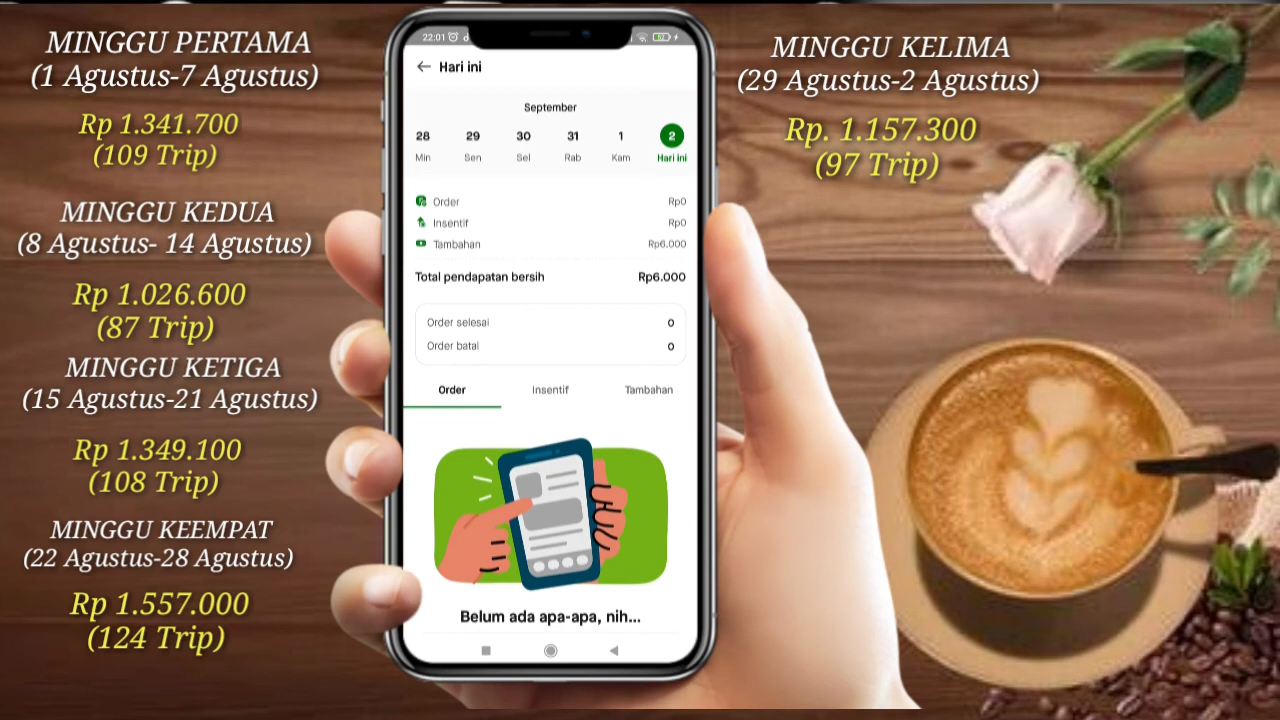 MINGGU PERTAMA
(1 Agustus-7 Agustus)
Rp 1.341.700
(109 Trip)
MINGGU KEDUA
(8 Agustus- 14 Agustus)
Rp 1.026.600
(87 Trip)
MINGGU KETIGA
(15 Agustus-21 Agustus)
Rp 1.349.100
(108 Trip)
MINGGU KEEMPAT
(22 Agustus-28 Agustus)
Rp 1.557.000
(124 Trip)
22.01
Hari ini
September
28 29 30 31 1 2
Min Sen Sel Rab Kam Hari ini
Order Rp0
Insentif Rp0
Tambahan Rp6.000
Total pendapatan bersih Rp6.000
Order selesai 0
Order batal 0
Order Insentif Tambahan
Belum ada apa-apa, nih...
MINGGU KELIMA
(29 Agustus-2 Agustus)
Rp. 1.157.300
(97 Trip)